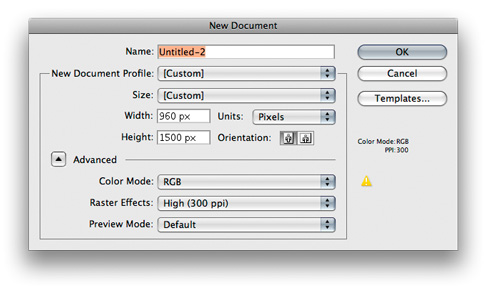 New Document
Name: Untitled-2
OK
New Document Profile: [Custom]
Cancel
Size: [Custom]
Templates...
Width: 960 px Units: Pixels
Height: 1500 px Orientation:
Color Mode: RGB
PPI: 300
Advanced
Color Mode: RGB
Raster Effects: High (300 ppi)
Preview Mode: Default